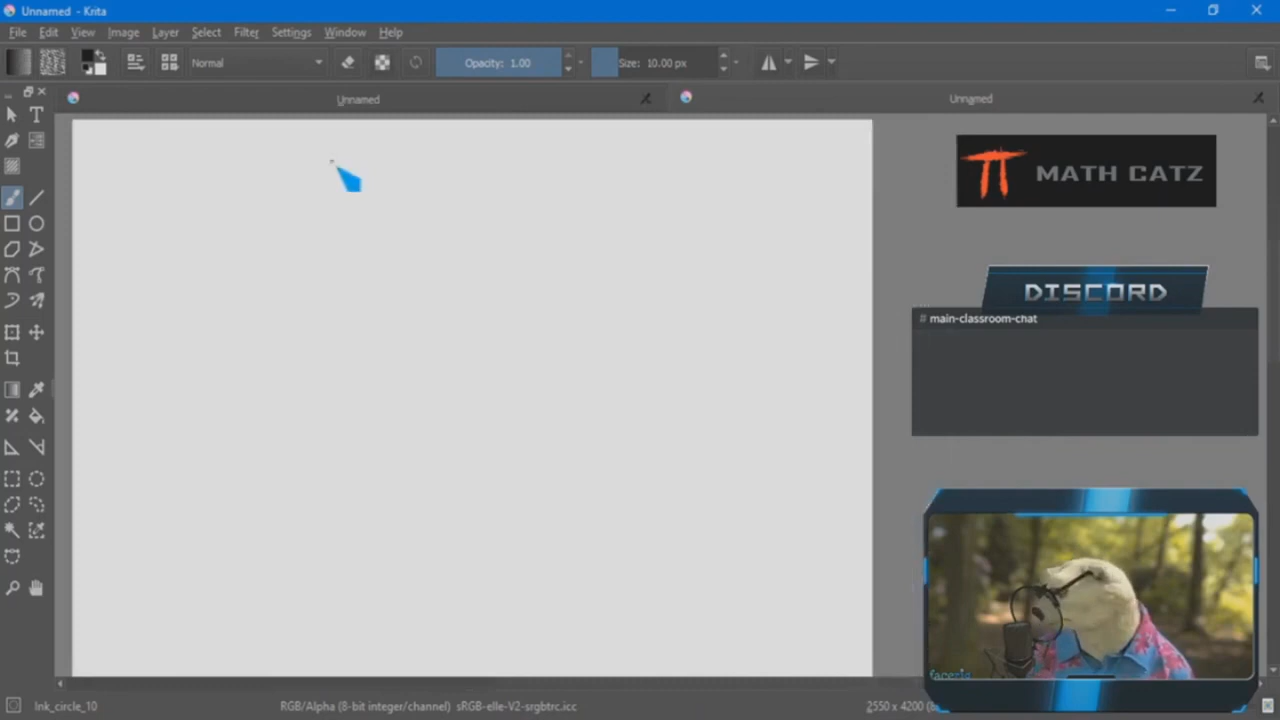 Unnamed - Krita
File Edit View Image Layer Select Filter Settings Window Help
Normal Opacity: 1.00 Size: 10.00 px
Unnamed Unnamed
MATH CATZ
DISCORD
# main-classroom-chat
facerig
Ink_circle_10 RGB/Alpha (8-bit integer/channel) sRGB-elle-V2-srgbtrc.icc 2550 x 4200 (8